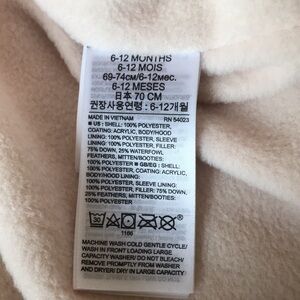 6-12 MONTHS
6-12 MOIS
69-74см/6-12мес.
6-12 MESES
日本 70 CM
권장사용연령 : 6-12개월
MADE IN VIETNAM RN 54023
■ US : SHELL: 100% POLYESTER,
COATING: ACRYLIC, BODY/HOOD
LINING: 100% POLYESTER, SLEEVE
LINING: 100% POLYESTER, FILLER:
75% DOWN, 25% WATERFOWL
FEATHERS, MITTEN/BOOTIES:
100% POLYESTER ■ GB/EG : SHELL:
100% POLYESTER, COATING: ACRYLIC,
BODY/HOOD LINING:
100% POLYESTER, SLEEVE LINING:
100% POLYESTER, FILLER: 75%
DOWN, 25% FEATHERS,
MITTEN/BOOTIES: 100% POLYESTER
30
1166
MACHINE WASH COLD GENTLE CYCLE/
WASH IN FRONT LOADING LARGE
CAPACITY WASHER/ DO NOT BLEACH/
REMOVE PROMPTLY FROM WASHER
AND DRYER/ DRY IN LARGE CAPACITY